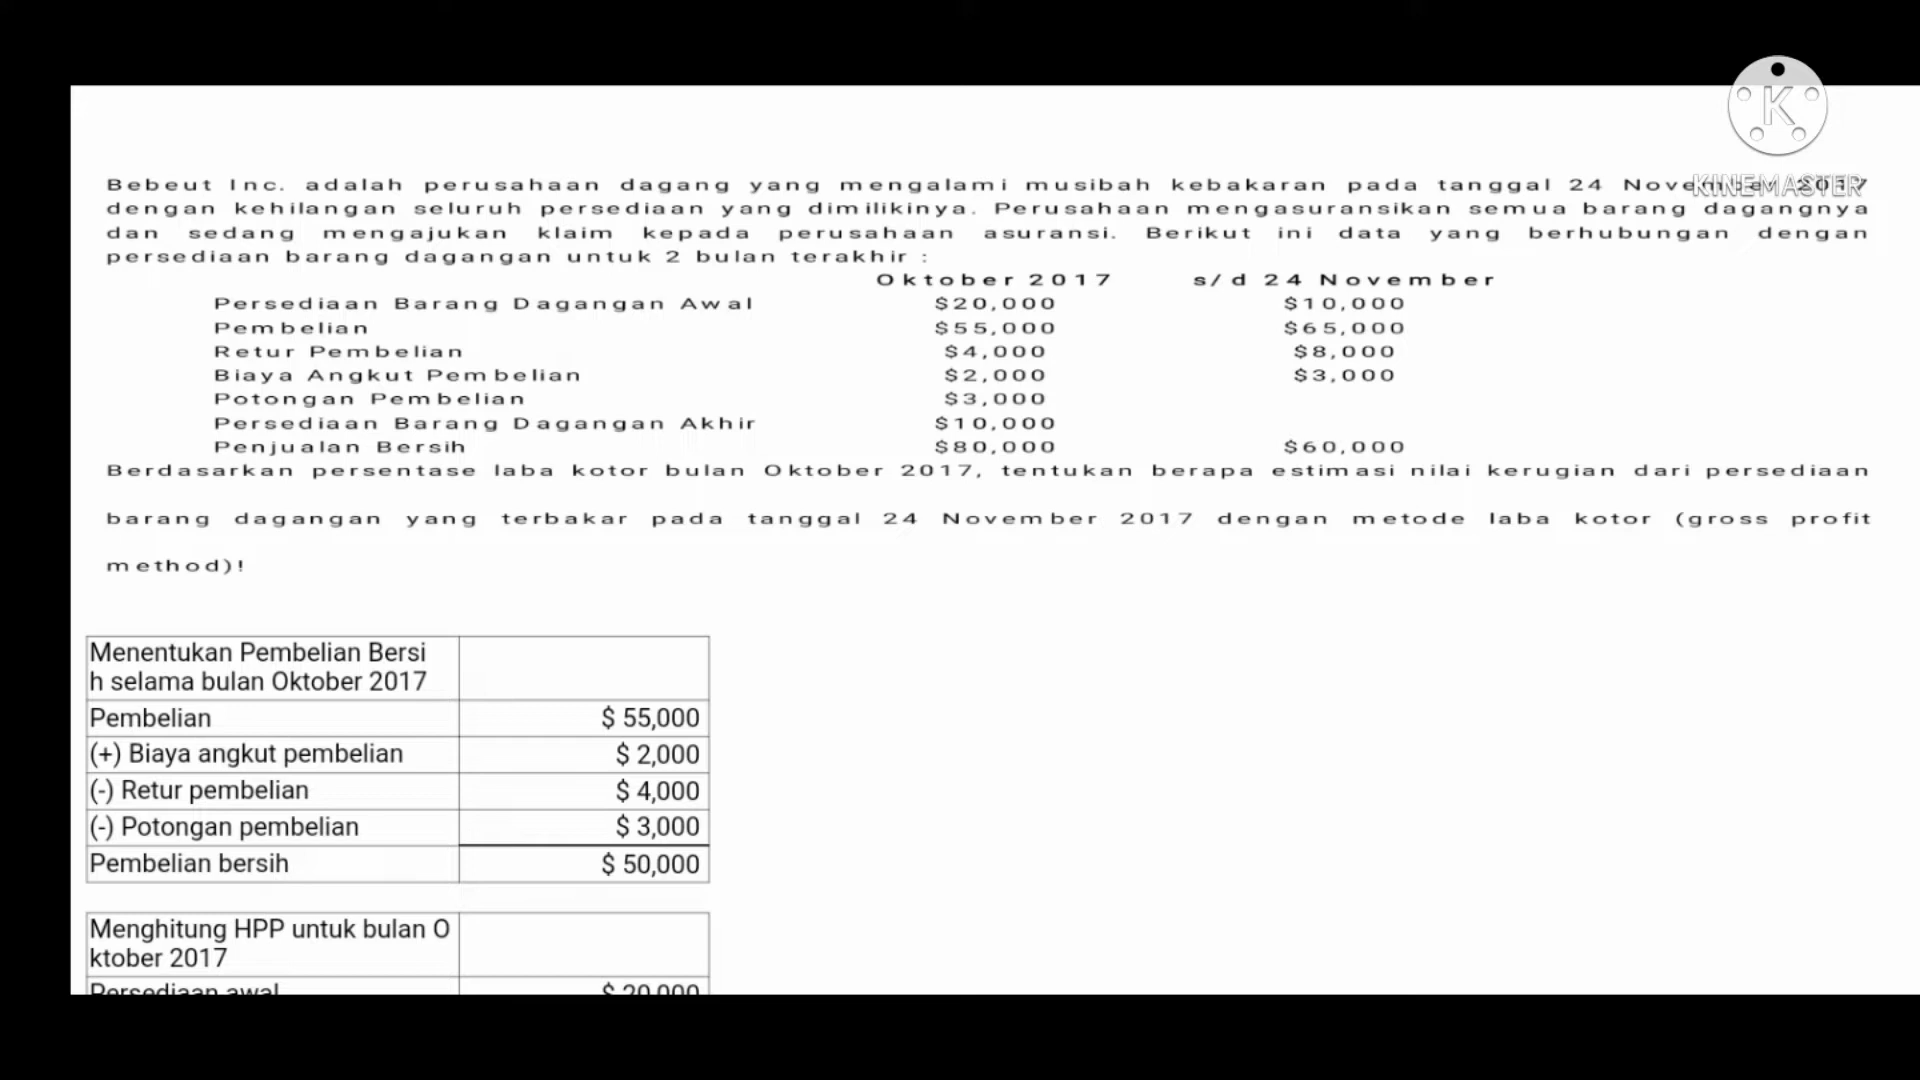 K
KINEMASTER
Bebeut Inc. adalah perusahaan dagang yang mengalami musibah kebakaran pada tanggal 24 November 2017
dengan kehilangan seluruh persediaan yang dimilikinya. Perusahaan mengasuransikan semua barang dagangnya
dan sedang mengajukan klaim kepada perusahaan asuransi. Berikut ini data yang berhubungan dengan
persediaan barang dagangan untuk 2 bulan terakhir :
Oktober 2017 s/d 24 November
Persediaan Barang Dagangan Awal $20,000 $10,000
Pembelian $55,000 $65,000
Retur Pembelian $4,000 $8,000
Biaya Angkut Pembelian $2,000 $3,000
Potongan Pembelian $3,000
Persediaan Barang Dagangan Akhir $10,000
Penjualan Bersih $80,000 $60,000
Berdasarkan persentase laba kotor bulan Oktober 2017, tentukan berapa estimasi nilai kerugian dari persediaan
barang dagangan yang terbakar pada tanggal 24 November 2017 dengan metode laba kotor (gross profit
method)!
Menentukan Pembelian Bersi
h selama bulan Oktober 2017
Pembelian $ 55,000
(+) Biaya angkut pembelian $ 2,000
(-) Retur pembelian $ 4,000
(-) Potongan pembelian $ 3,000
Pembelian bersih $ 50,000
Menghitung HPP untuk bulan O
ktober 2017
Persediaan awal $ 20,000